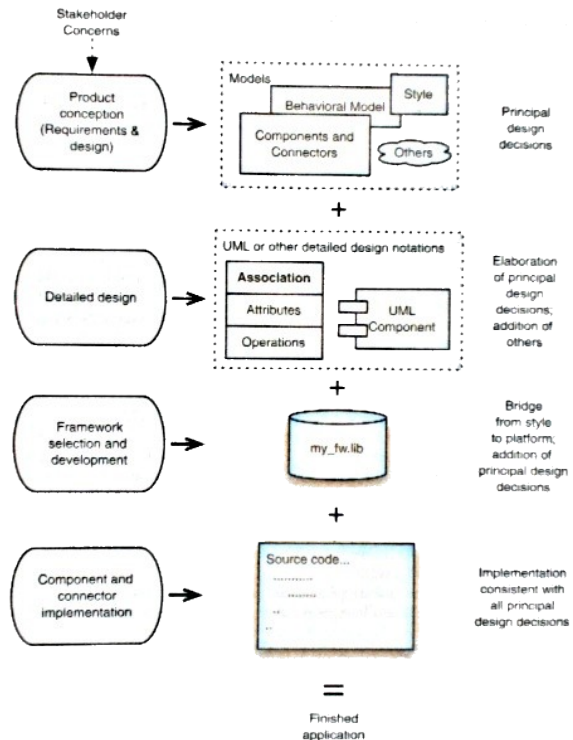 Stakeholder
Concerns
Product
conception
(Requirements &
design)
Models
Behavioral Model
Style
Components and
Connectors
Others
Principal
design
decisions
+
Detailed design
UML or other detailed design notations
Association
Attributes
Operations
UML
Component
Elaboration
of principal
design
decisions;
addition of
others
+
Framework
selection and
development
my_fw.lib
Bridge
from style
to platform;
addition of
principal design
decisions
+
Component and
connector
implementation
Source code...
..........
........
..
..
Implementation
consistent with
all principal
design decisions
=
Finished
application